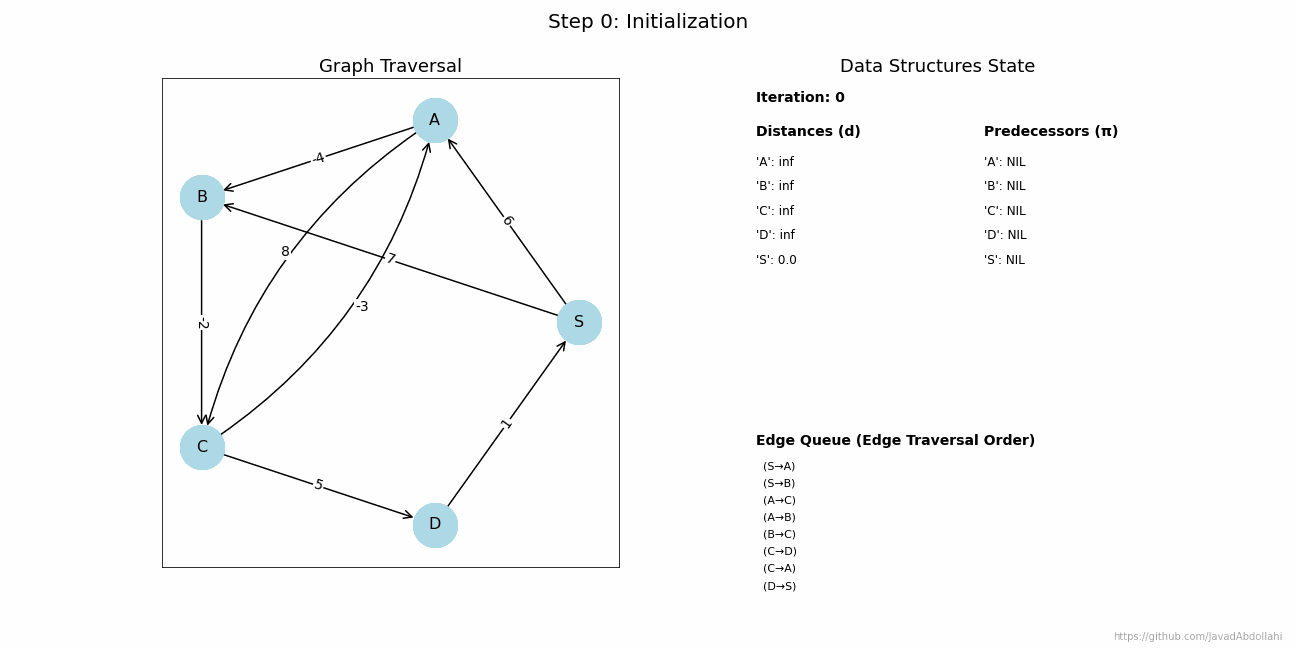 Step 0: Initialization
Graph Traversal
A
-4
B
8
7
6
-3
-2
S
C
5
1
D
Data Structures State
Iteration: 0
Distances (d)
'A': inf
'B': inf
'C': inf
'D': inf
'S': 0.0
Predecessors (π)
'A': NIL
'B': NIL
'C': NIL
'D': NIL
'S': NIL
Edge Queue (Edge Traversal Order)
(S→A)
(S→B)
(A→C)
(A→B)
(B→C)
(C→D)
(C→A)
(D→S)
https://github.com/JavadAbdollahi